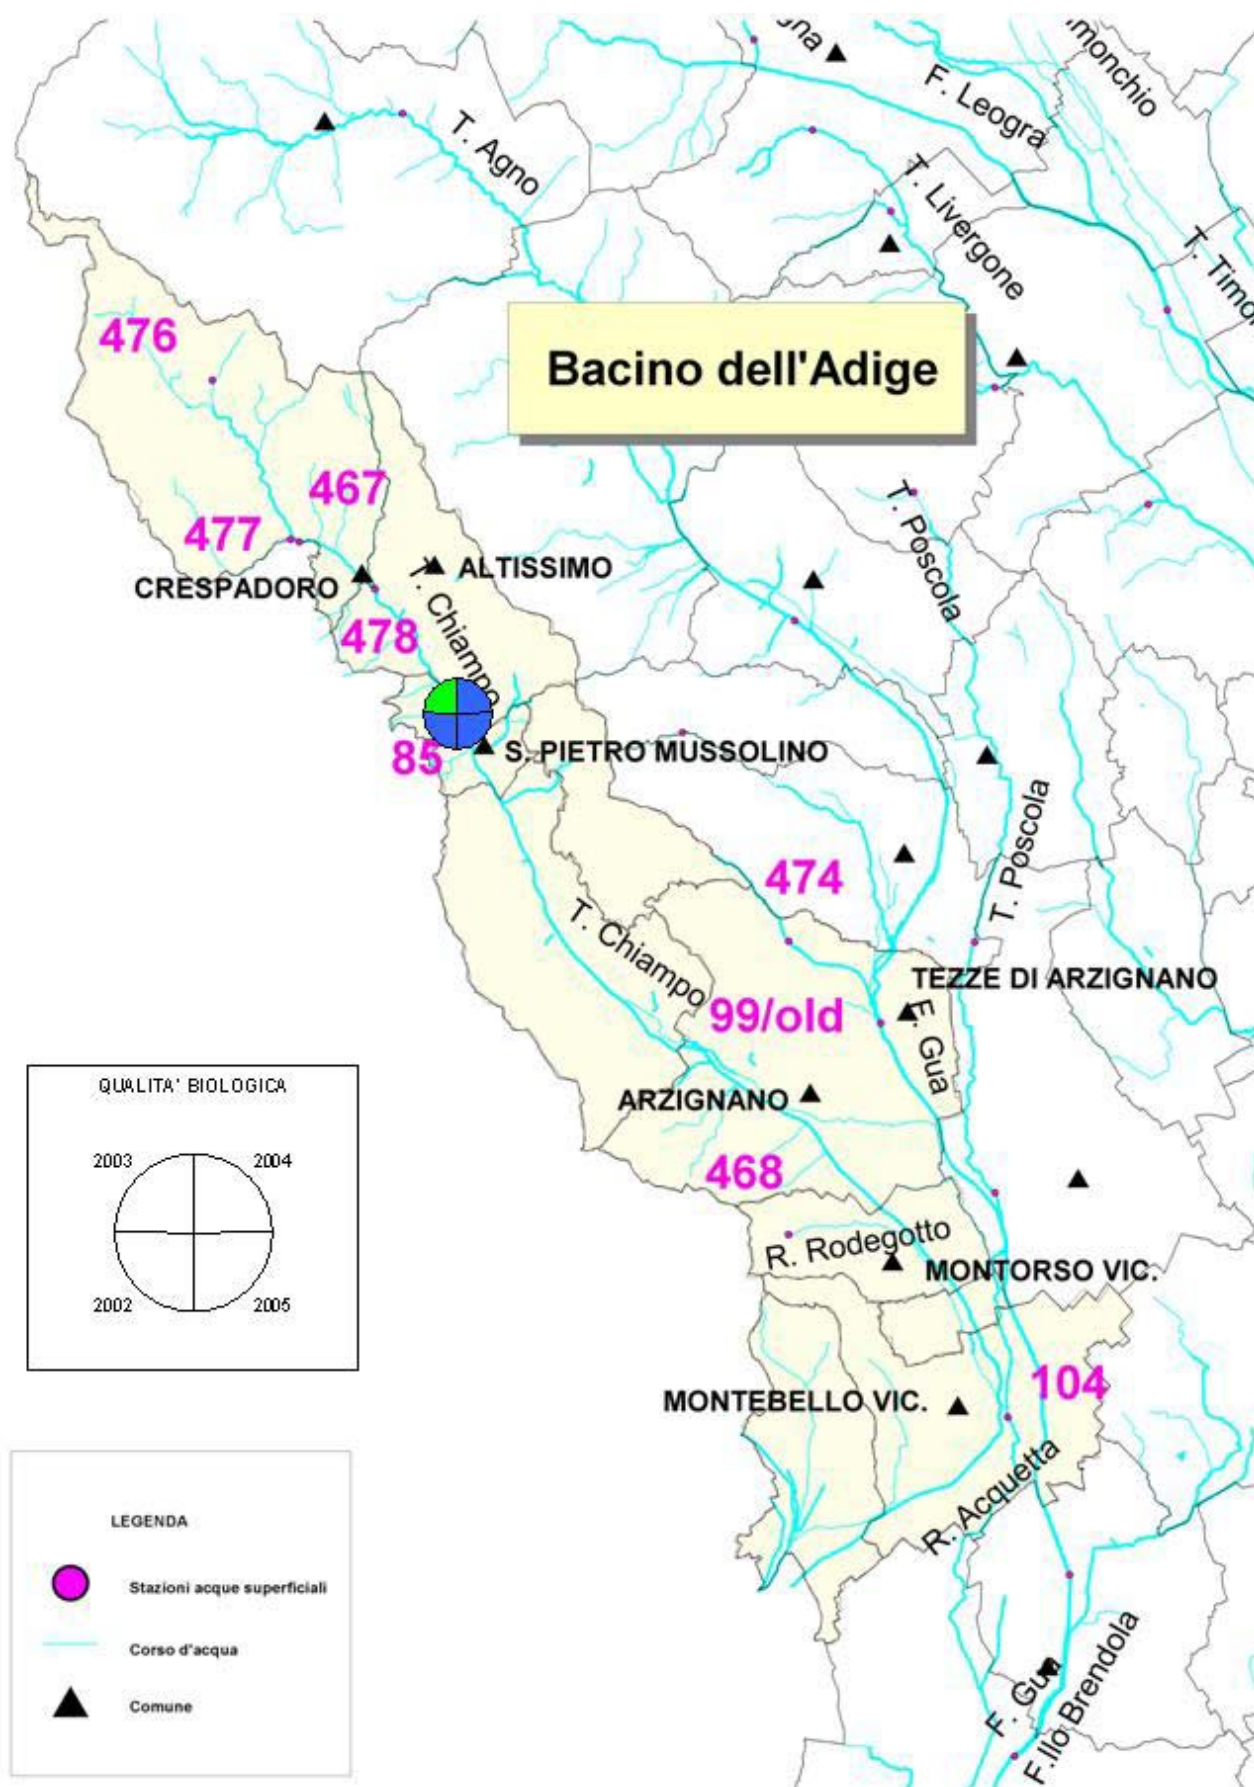 gna
imonchio
F. Leogra
T. Agno
T. Livergone
T. Timo
Bacino dell'Adige
476
467
477
T. Poscola
CRESPADORO
ALTISSIMO
T. Chiampo
478
85
S. PIETRO MUSSOLINO
T. Poscola
474
T. Chiampo
TEZZE DI ARZIGNANO
99/old
F. Gua
QUALITA' BIOLOGICA
ARZIGNANO
2003
2004
468
R. Rodegotto
MONTORSO VIC.
2002
2005
104
MONTEBELLO VIC.
R. Acquetta
LEGENDA
Stazioni acque superficiali
Corso d'acqua
Comune
F. Gua
F.llo Brendola